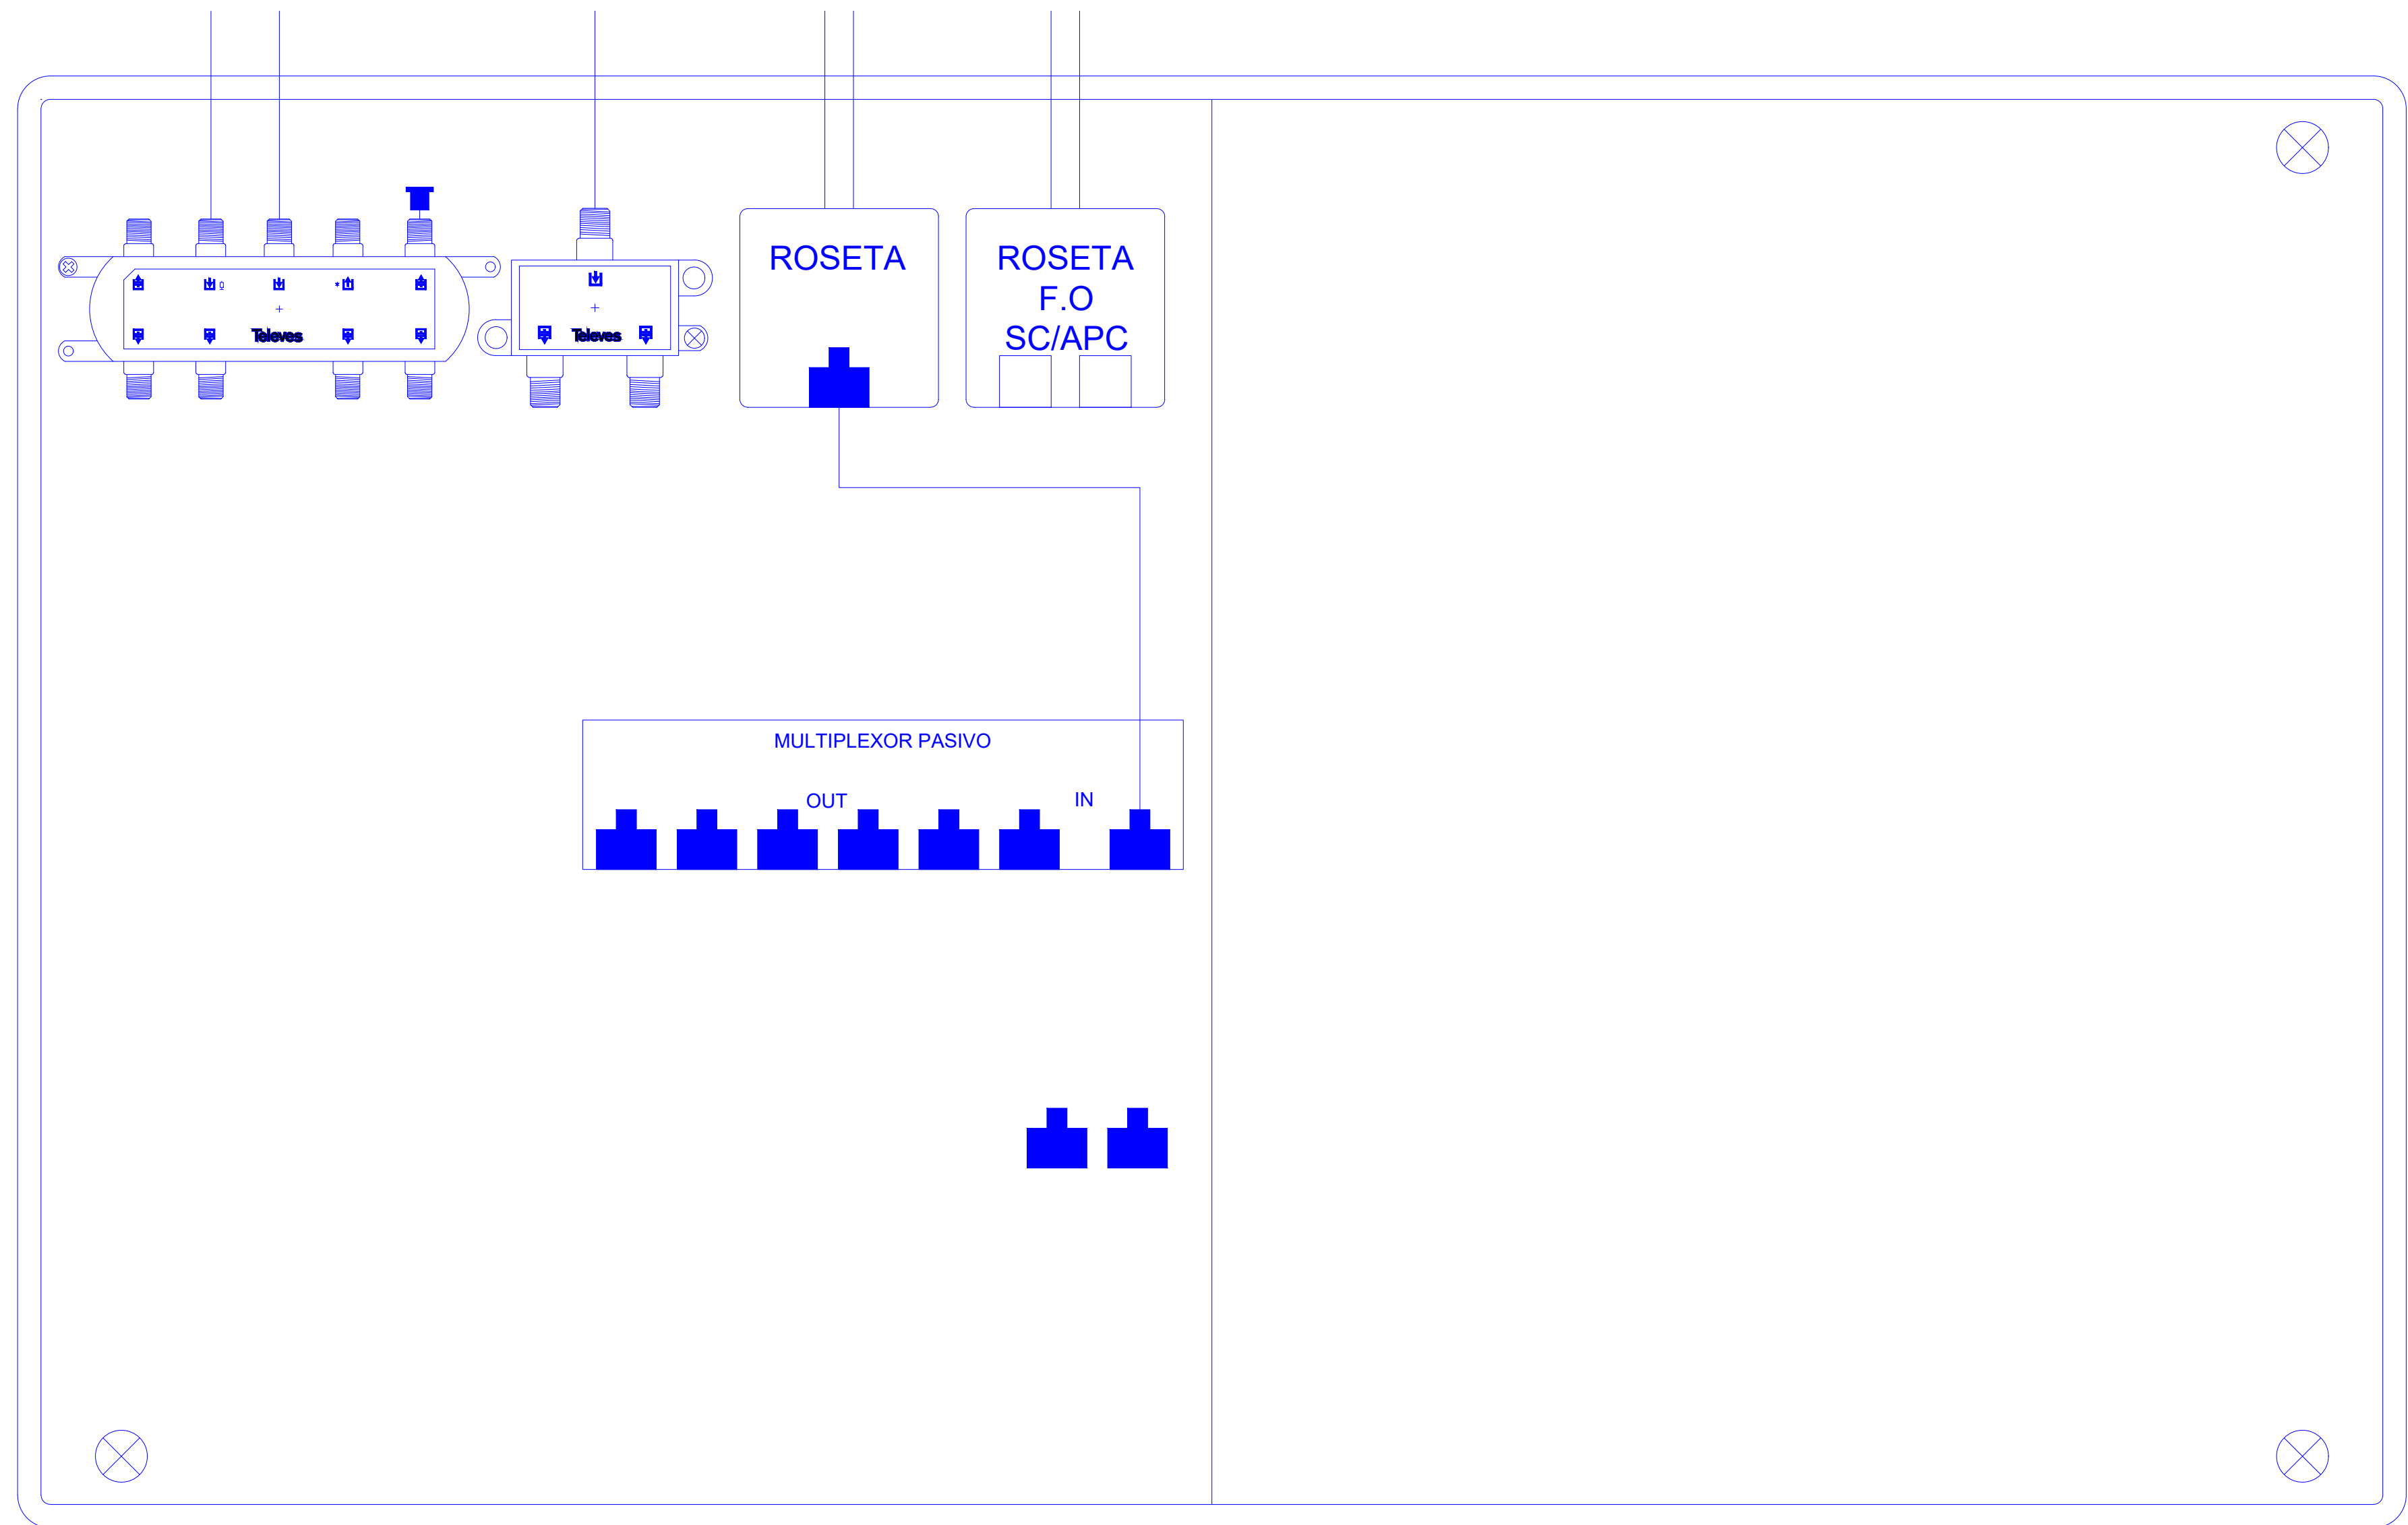 ROSETA
ROSETA
F.O
SC/APC
Televes
Televes
MULTIPLEXOR PASIVO
OUT
IN